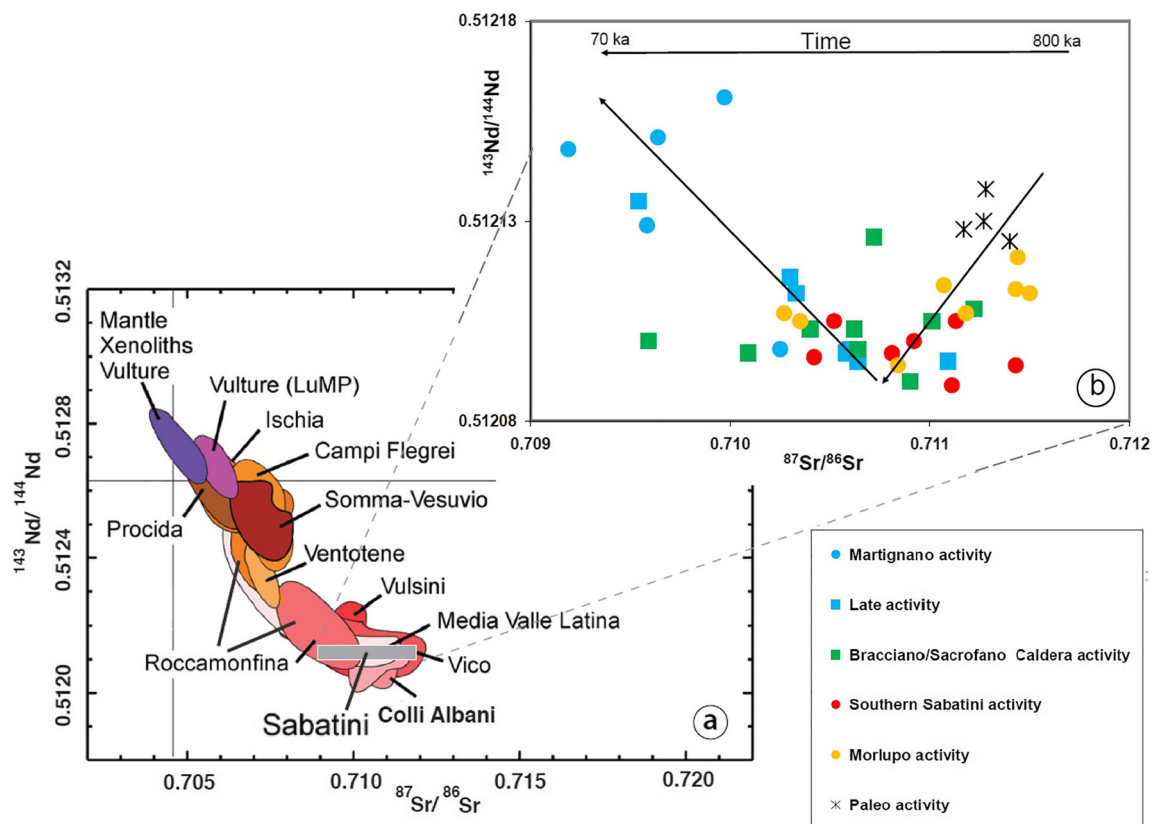 0.51218
70 ka
Time
800 ka
143Nd/144Nd
0.51213
b
0.51208
0.709
0.710
0.711
0.712
87Sr/86Sr
0.5132
Mantle
Xenoliths
Vulture
Vulture (LuMP)
Ischia
0.5128
Campi Flegrei
143Nd/ 144Nd
Somma-Vesuvio
Procida
0.5124
Ventotene
Vulsini
Media Valle Latina
Roccamonfina
Vico
0.5120
Colli Albani
Sabatini
a
0.705
0.710
0.715
0.720
87Sr/86Sr
Martignano activity
Late activity
Bracciano/Sacrofano Caldera activity
Southern Sabatini activity
Morlupo activity
Paleo activity